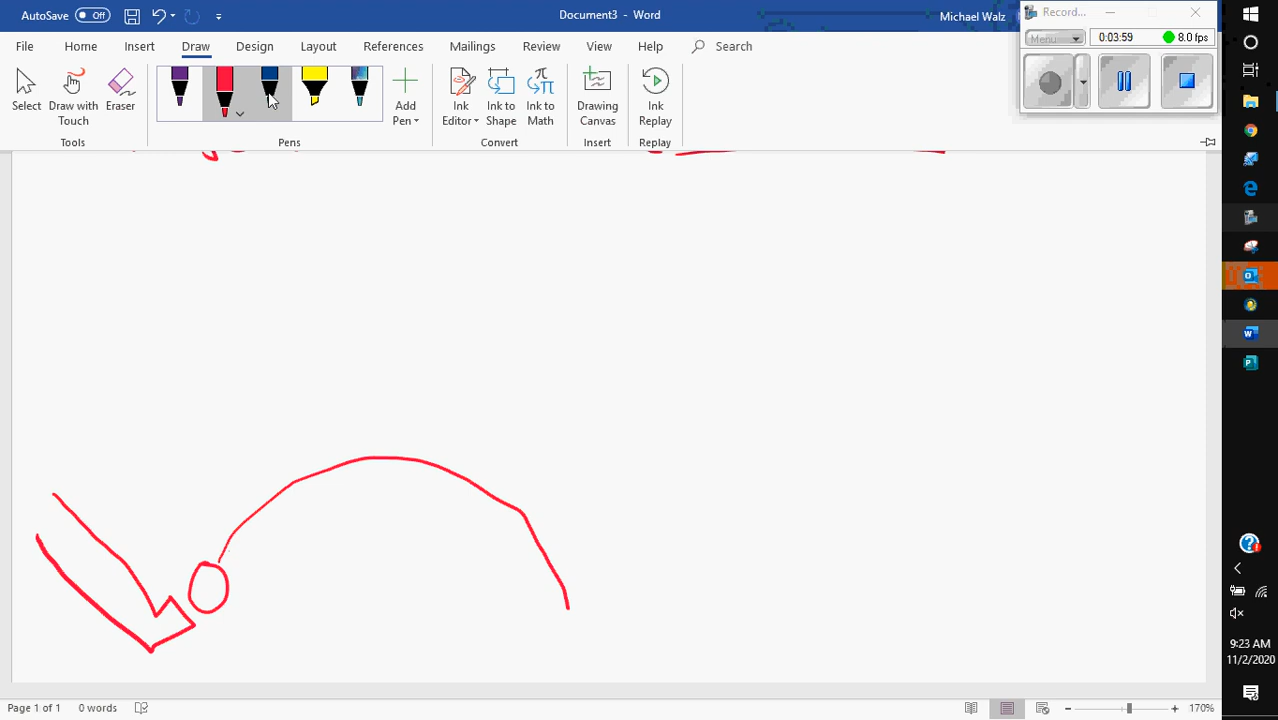 AutoSave Off Document3 - Word Michael Walz Record...
Menu 0:03:59 8.0 fps
File Home Insert Draw Design Layout References Mailings Review View Help Search
Select Draw with Touch Eraser Add Pen Ink Editor Ink to Shape Ink to Math Drawing Canvas Ink Replay
Tools Pens Convert Insert Replay
9:23 AM
11/2/2020
Page 1 of 1 0 words 170%